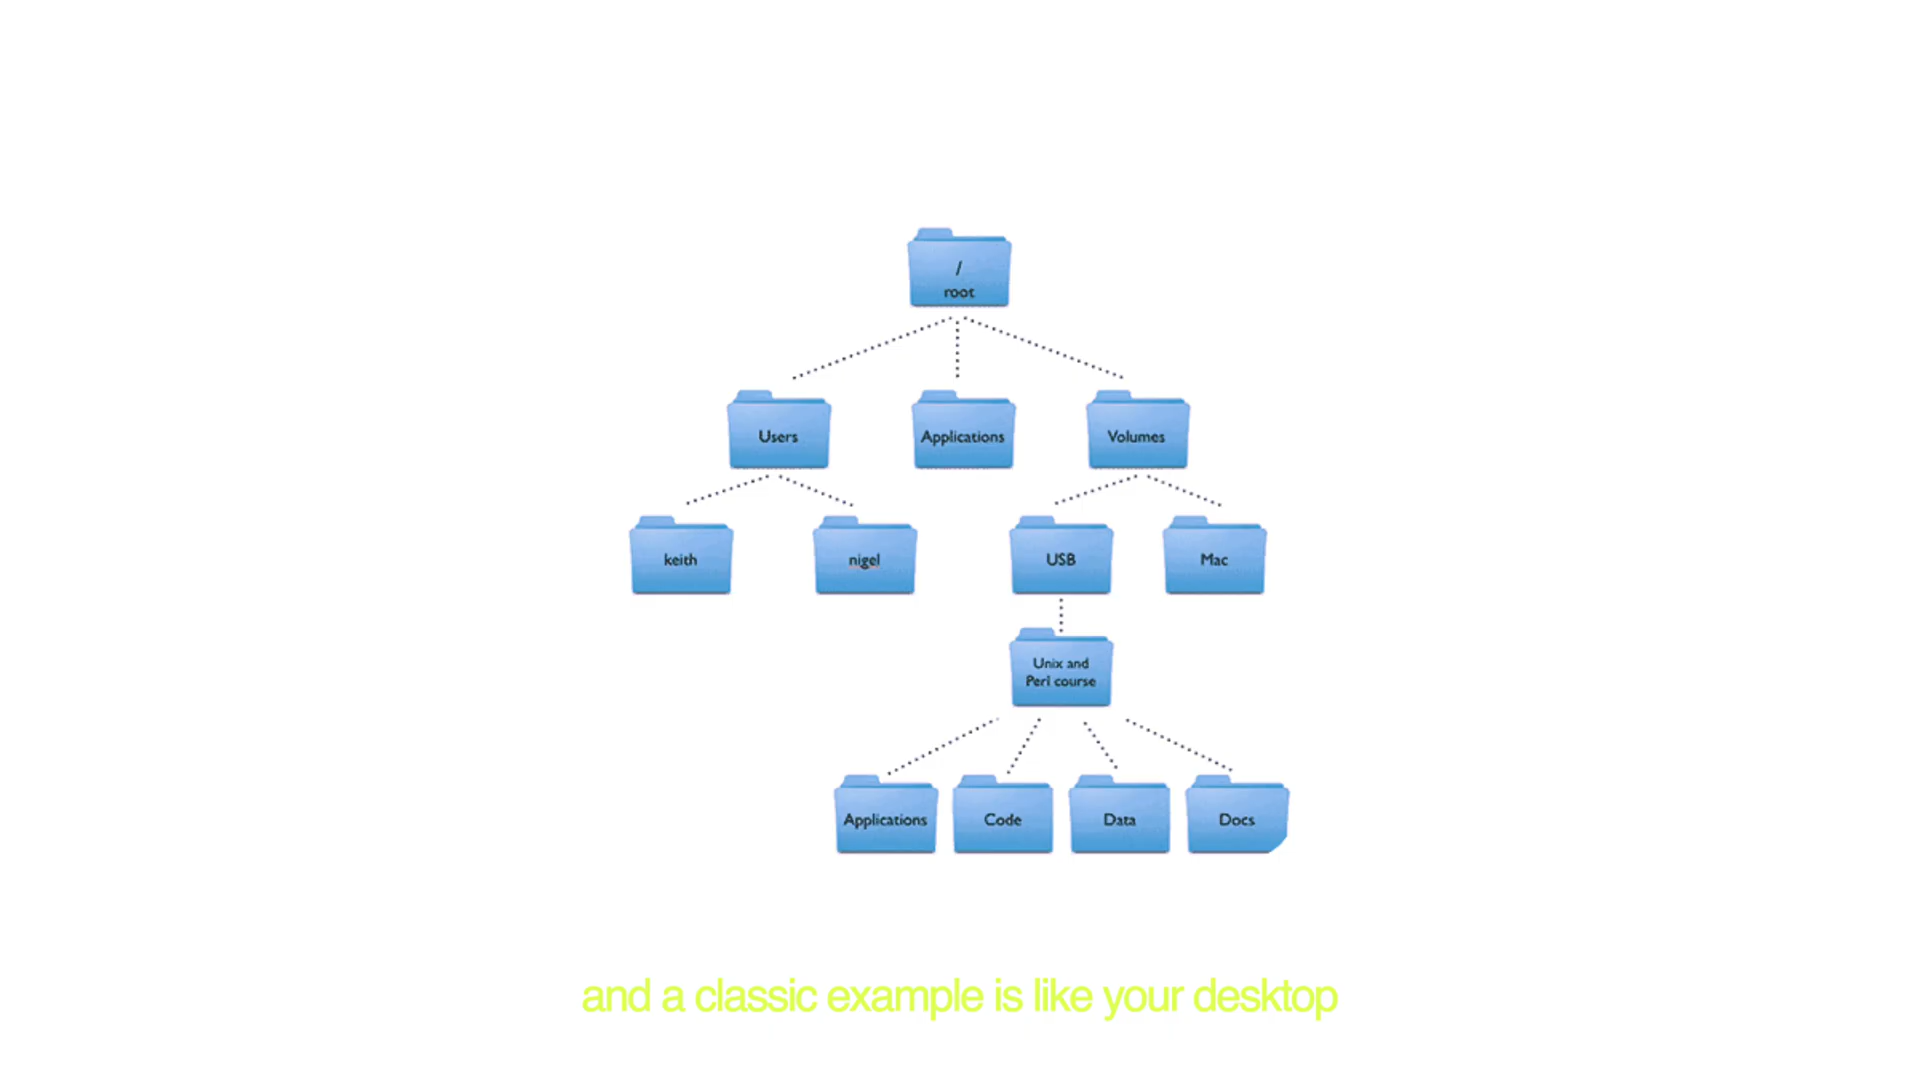 /
root
Users
Applications
Volumes
keith
nigel
USB
Mac
Unix and
Perl course
Applications
Code
Data
Docs
and a classic example is like your desktop